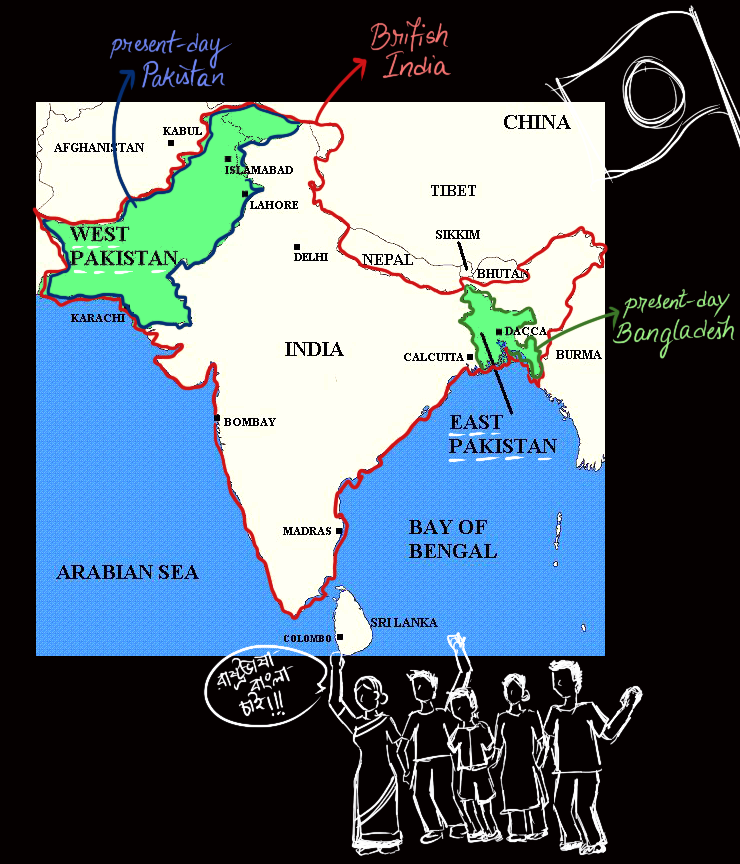 present-day
Pakistan
British
India
CHINA
KABUL
AFGHANISTAN
ISLAMABAD
TIBET
LAHORE
WEST
PAKISTAN
SIKKIM
DELHI
NEPAL
BHUTAN
present-day
Bangladesh
KARACHI
DACCA
INDIA
CALCUTTA
BURMA
BOMBAY
EAST
PAKISTAN
MADRAS
BAY OF
BENGAL
ARABIAN SEA
SRI LANKA
COLOMBO
রাষ্ট্রভাষা
বাংলা
চাই!!!